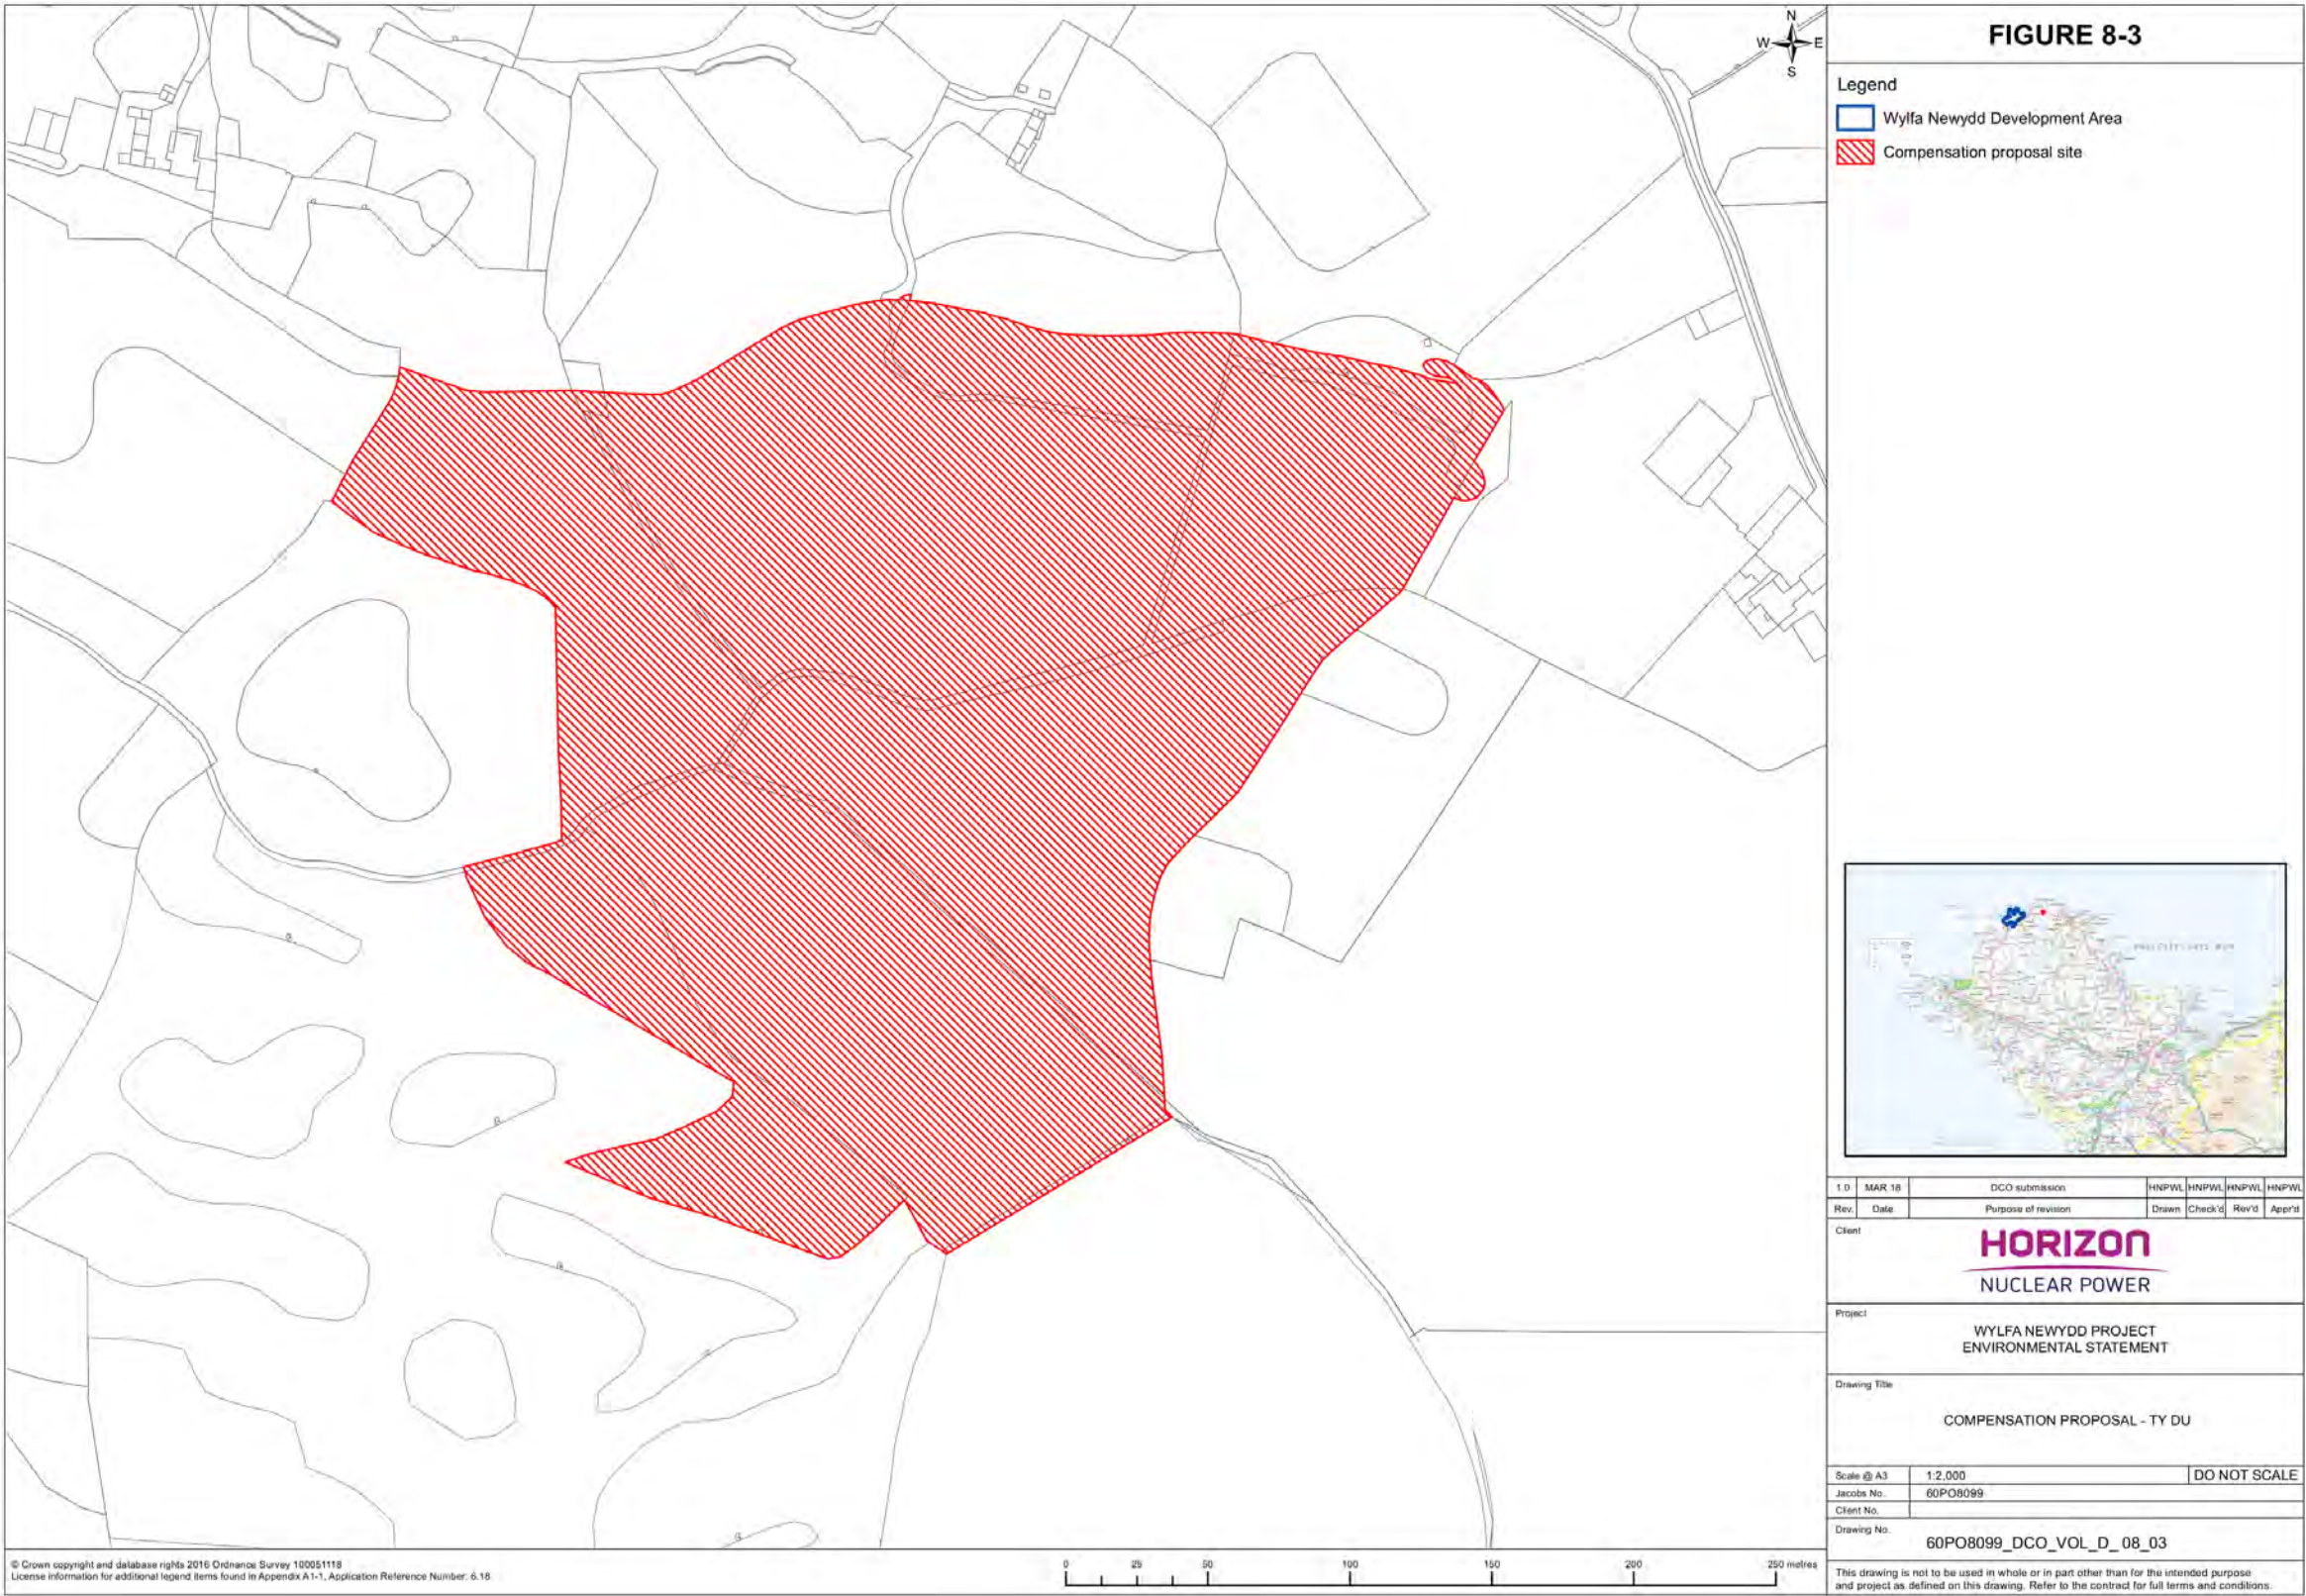 N
W E
S
FIGURE 8-3
Legend
Wylfa Newydd Development Area
Compensation proposal site
1.0 MAR 18 DCO submission HNPWL HNPWL HNPWL HNPWL
Rev. Date Purpose of revision Drawn Check'd Rev'd Appr'd
Client
HORIZON
NUCLEAR POWER
Project
WYLFA NEWYDD PROJECT
ENVIRONMENTAL STATEMENT
Drawing Title
COMPENSATION PROPOSAL - TY DU
Scale @ A3 1:2,000 DO NOT SCALE
Jacobs No. 60PO8099
Client No.
Drawing No.
60PO8099_DCO_VOL_D_ 08_03
This drawing is not to be used in whole or in part other than for the intended purpose
and project as defined on this drawing. Refer to the contract for full terms and conditions.
© Crown copyright and database rights 2016 Ordnance Survey 100051118
License information for additional legend items found in Appendix A1-1, Application Reference Number: 6.18
0 25 50 100 150 200 250 metres